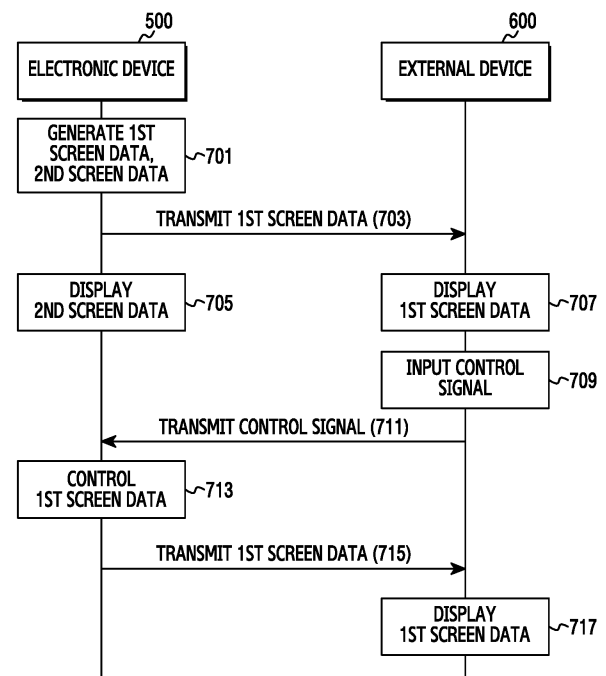 500
600
ELECTRONIC DEVICE
EXTERNAL DEVICE
GENERATE 1ST
SCREEN DATA,
2ND SCREEN DATA
701
TRANSMIT 1ST SCREEN DATA (703)
DISPLAY
2ND SCREEN DATA
705
DISPLAY
1ST SCREEN DATA
707
INPUT CONTROL
SIGNAL
709
TRANSMIT CONTROL SIGNAL (711)
CONTROL
1ST SCREEN DATA
713
TRANSMIT 1ST SCREEN DATA (715)
DISPLAY
1ST SCREEN DATA
717